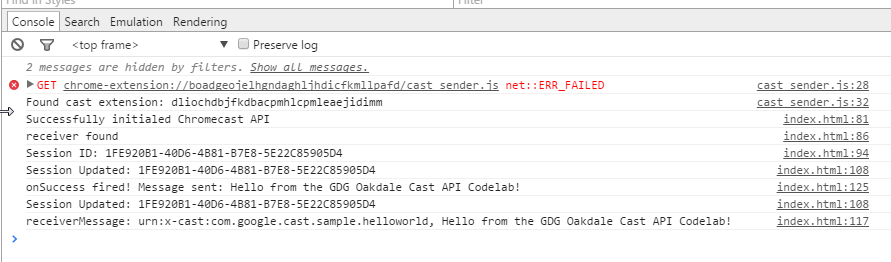 Find in Styles Filter
Console Search Emulation Rendering
<top frame> Preserve log
2 messages are hidden by filters. Show all messages.
GET chrome-extension://boadgeojelhgndaghljhdicfkmllpafd/cast_sender.js net::ERR_FAILED cast_sender.js:28
Found cast extension: dliochdbjfkdbacpmhlcpmleaejidimm cast_sender.js:32
Successfully initialed Chromecast API index.html:81
receiver found index.html:86
Session ID: 1FE920B1-40D6-4B81-B7E8-5E22C85905D4 index.html:94
Session Updated: 1FE920B1-40D6-4B81-B7E8-5E22C85905D4 index.html:108
onSuccess fired! Message sent: Hello from the GDG Oakdale Cast API Codelab! index.html:125
Session Updated: 1FE920B1-40D6-4B81-B7E8-5E22C85905D4 index.html:108
receiverMessage: urn:x-cast:com.google.cast.sample.helloworld, Hello from the GDG Oakdale Cast API Codelab! index.html:117